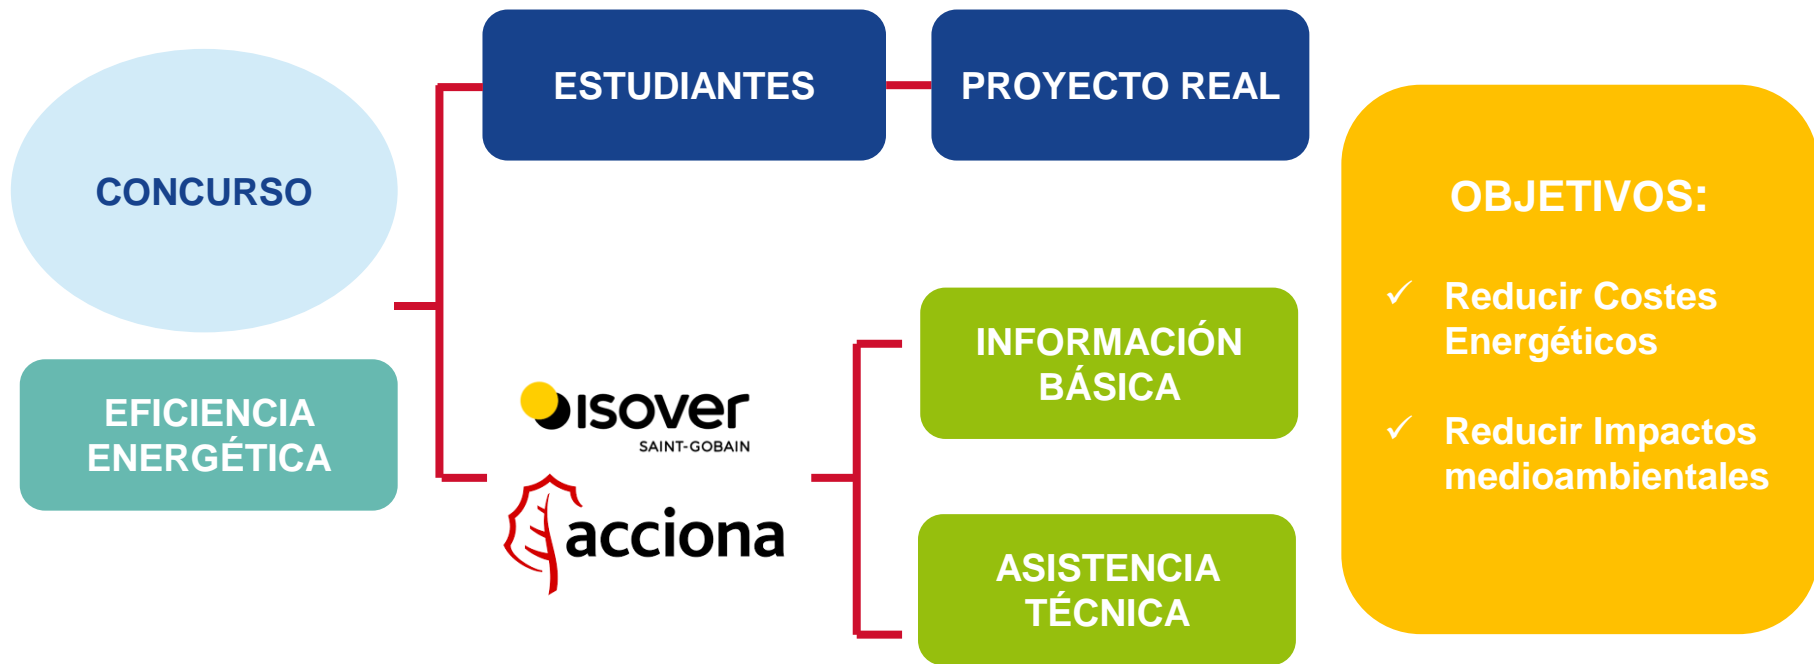 CONCURSO
EFICIENCIA
ENERGÉTICA
ESTUDIANTES
PROYECTO REAL
isover
SAINT-GOBAIN
acciona
INFORMACIÓN
BÁSICA
ASISTENCIA
TÉCNICA
OBJETIVOS:
✓ Reducir Costes
Energéticos
✓ Reducir Impactos
medioambientales